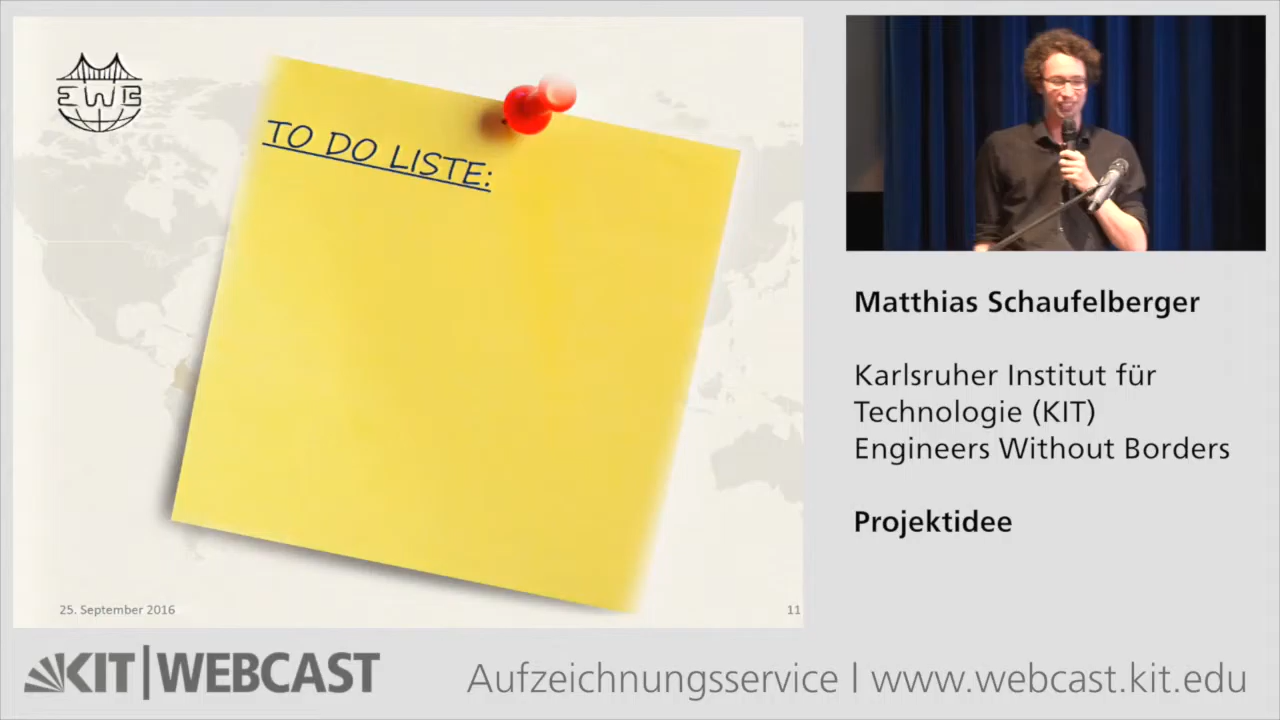 EWB
TO DO LISTE:
25. September 2016
11
Matthias Schaufelberger
Karlsruher Institut für
Technologie (KIT)
Engineers Without Borders
Projektidee
KIT|WEBCAST
Aufzeichnungsservice | www.webcast.kit.edu